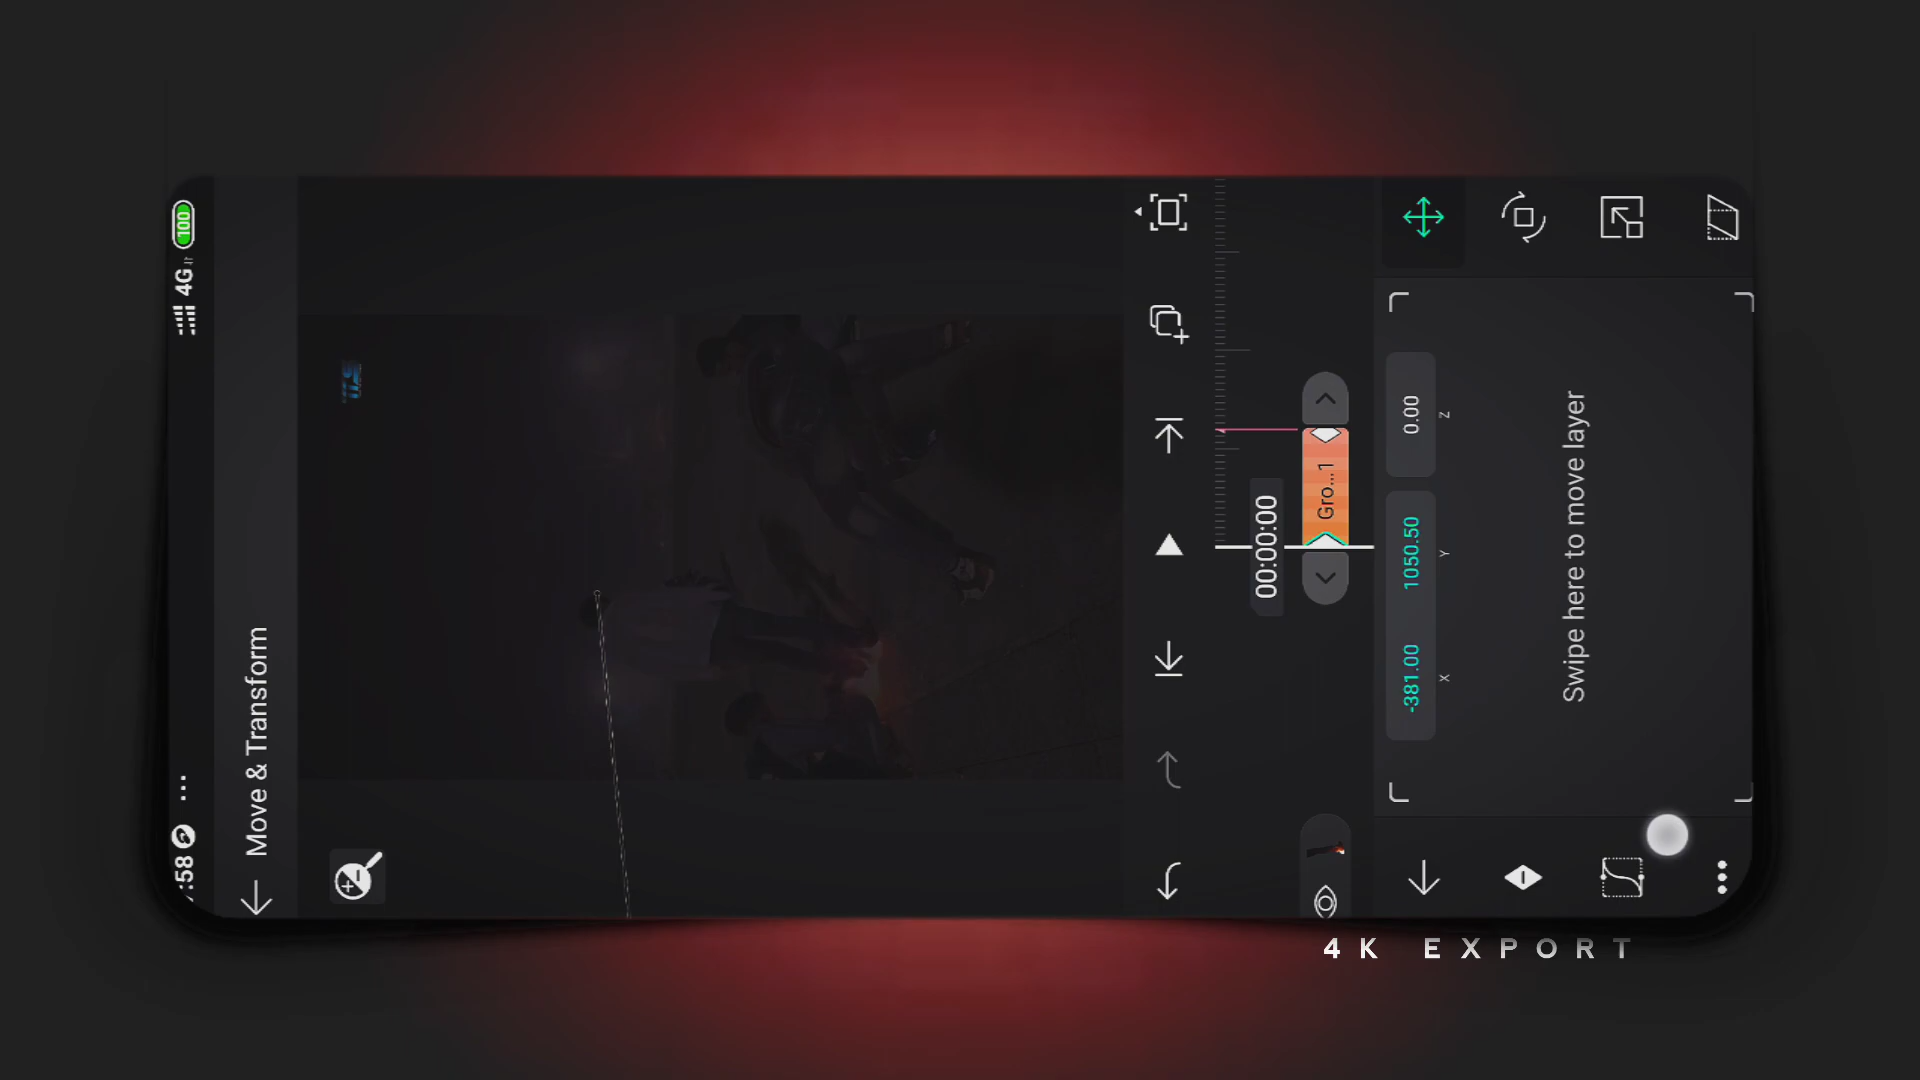 :58
4G
100
Move & Transform
00:00:00
Gro...1
-381.00
1050.50
0.00
X
Y
Z
Swipe here to move layer
4K EXPORT